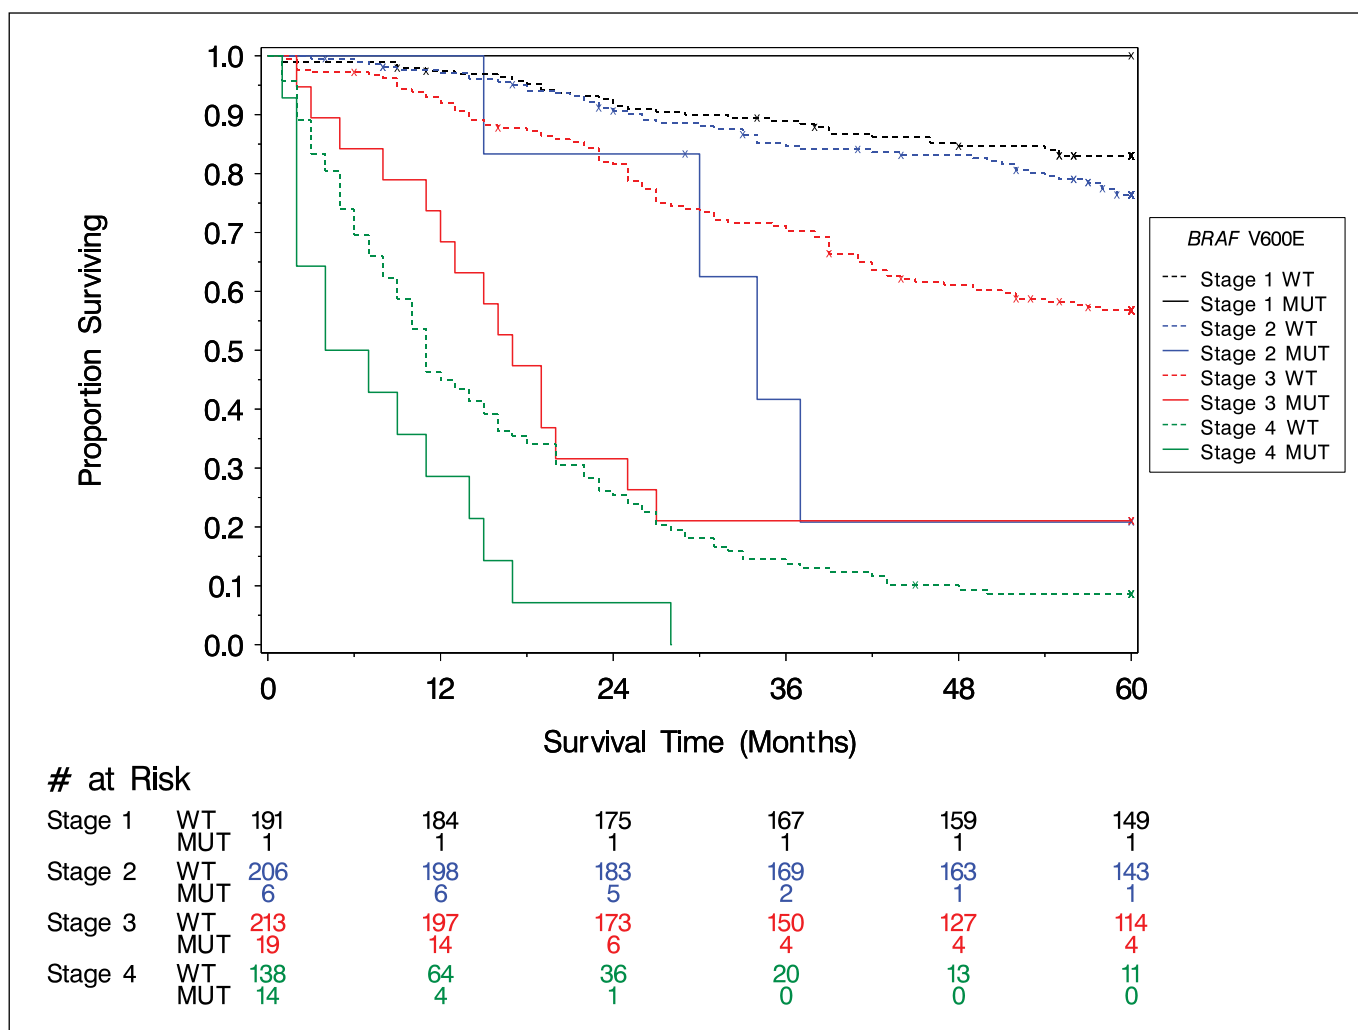 1.0
0.9
0.8
0.7
0.6
0.5
0.4
0.3
0.2
0.1
0.0
Proportion Surviving
0 12 24 36 48 60
Survival Time (Months)
BRAF V600E
Stage 1 WT
Stage 1 MUT
Stage 2 WT
Stage 2 MUT
Stage 3 WT
Stage 3 MUT
Stage 4 WT
Stage 4 MUT
# at Risk
Stage 1 WT 191 184 175 167 159 149
MUT 1 1 1 1 1 1
Stage 2 WT 206 198 183 169 163 143
MUT 6 6 5 2 1 1
Stage 3 WT 213 197 173 150 127 114
MUT 19 14 6 4 4 4
Stage 4 WT 138 64 36 20 13 11
MUT 14 4 1 0 0 0